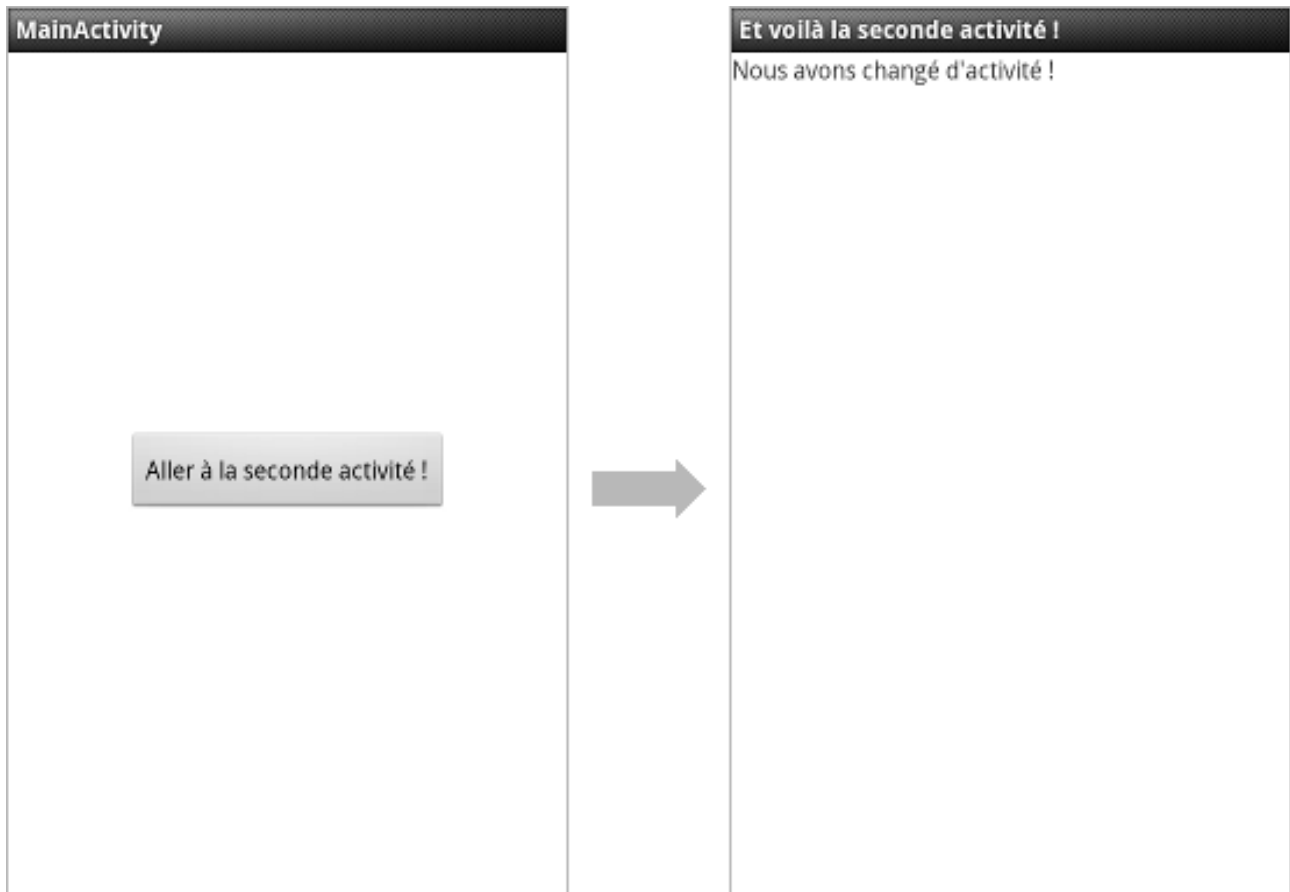 MainActivity
Aller à la seconde activité !
Et voilà la seconde activité !
Nous avons changé d'activité !